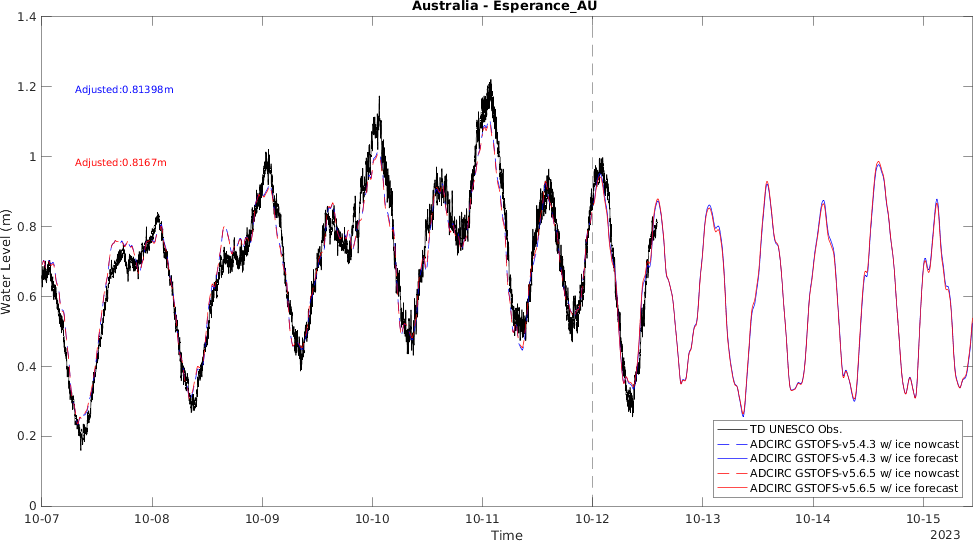 Australia - Esperance_AU
1.4
1.2
1
0.8
0.6
0.4
0.2
0
Water Level (m)
Adjusted:0.81398m
Adjusted:0.8167m
TD UNESCO Obs.
ADCIRC GSTOFS-v5.4.3 w/ ice nowcast
ADCIRC GSTOFS-v5.4.3 w/ ice forecast
ADCIRC GSTOFS-v5.6.5 w/ ice nowcast
ADCIRC GSTOFS-v5.6.5 w/ ice forecast
10-07 10-08 10-09 10-10 10-11 10-12 10-13 10-14 10-15
Time
2023